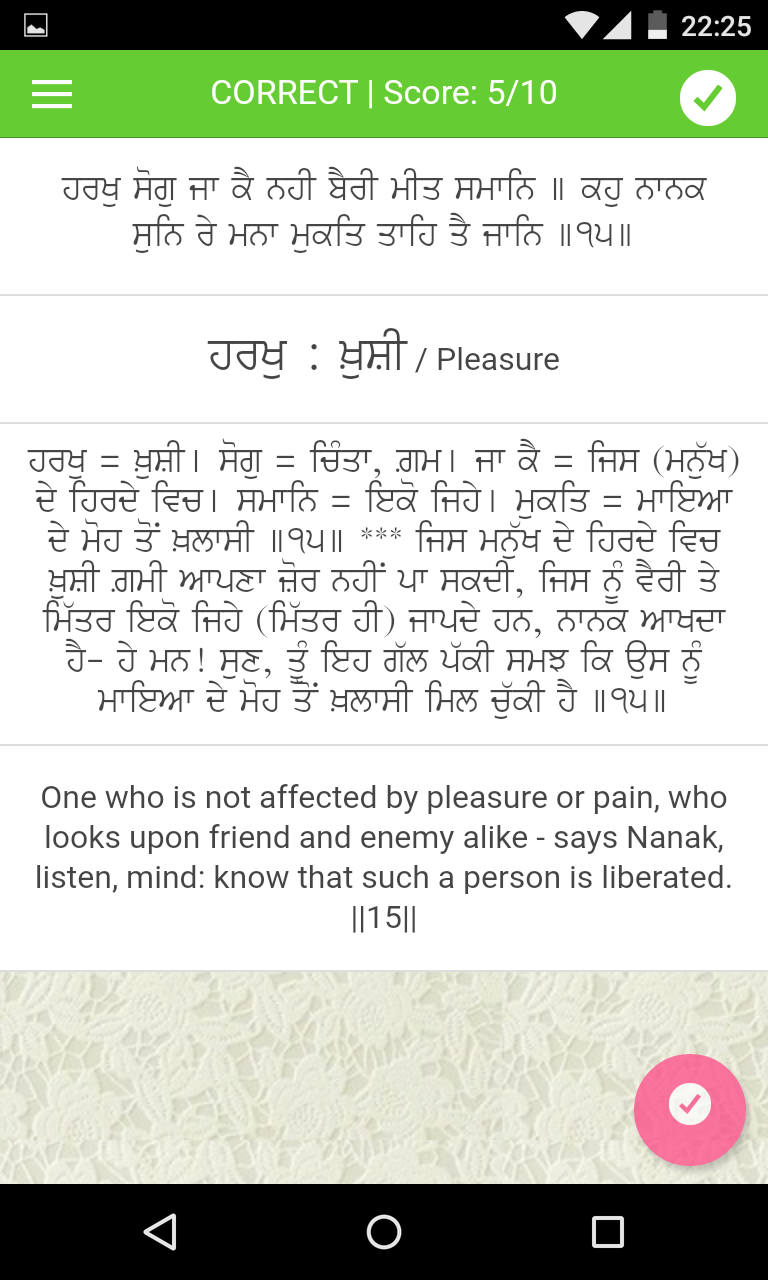 22:25
CORRECT | Score: 5/10
ਹਰਖੁ ਸੋਗੁ ਜਾ ਕੈ ਨਹੀ ਬੈਰੀ ਮੀਤ ਸਮਾਨਿ ॥ ਕਹੁ ਨਾਨਕ
ਸੁਨਿ ਰੇ ਮਨਾ ਮੁਕਤਿ ਤਾਹਿ ਤੈ ਜਾਨਿ ॥੧੫॥
ਹਰਖੁ : ਖ਼ੁਸ਼ੀ / Pleasure
ਹਰਖੁ = ਖ਼ੁਸ਼ੀ। ਸੋਗੁ = ਚਿੰਤਾ, ਗ਼ਮ। ਜਾ ਕੈ = ਜਿਸ (ਮਨੁੱਖ)
ਦੇ ਹਿਰਦੇ ਵਿਚ। ਸਮਾਨਿ = ਇਕੋ ਜਿਹੇ। ਮੁਕਤਿ = ਮਾਇਆ
ਦੇ ਮੋਹ ਤੋਂ ਖ਼ਲਾਸੀ ॥੧੫॥ *** ਜਿਸ ਮਨੁੱਖ ਦੇ ਹਿਰਦੇ ਵਿਚ
ਖ਼ੁਸ਼ੀ ਗ਼ਮੀ ਆਪਣਾ ਜ਼ੋਰ ਨਹੀਂ ਪਾ ਸਕਦੀ, ਜਿਸ ਨੂੰ ਵੈਰੀ ਤੇ
ਮਿੱਤਰ ਇਕੋ ਜਿਹੇ (ਮਿੱਤਰ ਹੀ) ਜਾਪਦੇ ਹਨ, ਨਾਨਕ ਆਖਦਾ
ਹੈ- ਹੇ ਮਨ! ਸੁਣ, ਤੂੰ ਇਹ ਗੱਲ ਪੱਕੀ ਸਮਝ ਕਿ ਉਸ ਨੂੰ
ਮਾਇਆ ਦੇ ਮੋਹ ਤੋਂ ਖ਼ਲਾਸੀ ਮਿਲ ਚੁੱਕੀ ਹੈ ॥੧੫॥
One who is not affected by pleasure or pain, who
looks upon friend and enemy alike - says Nanak,
listen, mind: know that such a person is liberated.
||15||